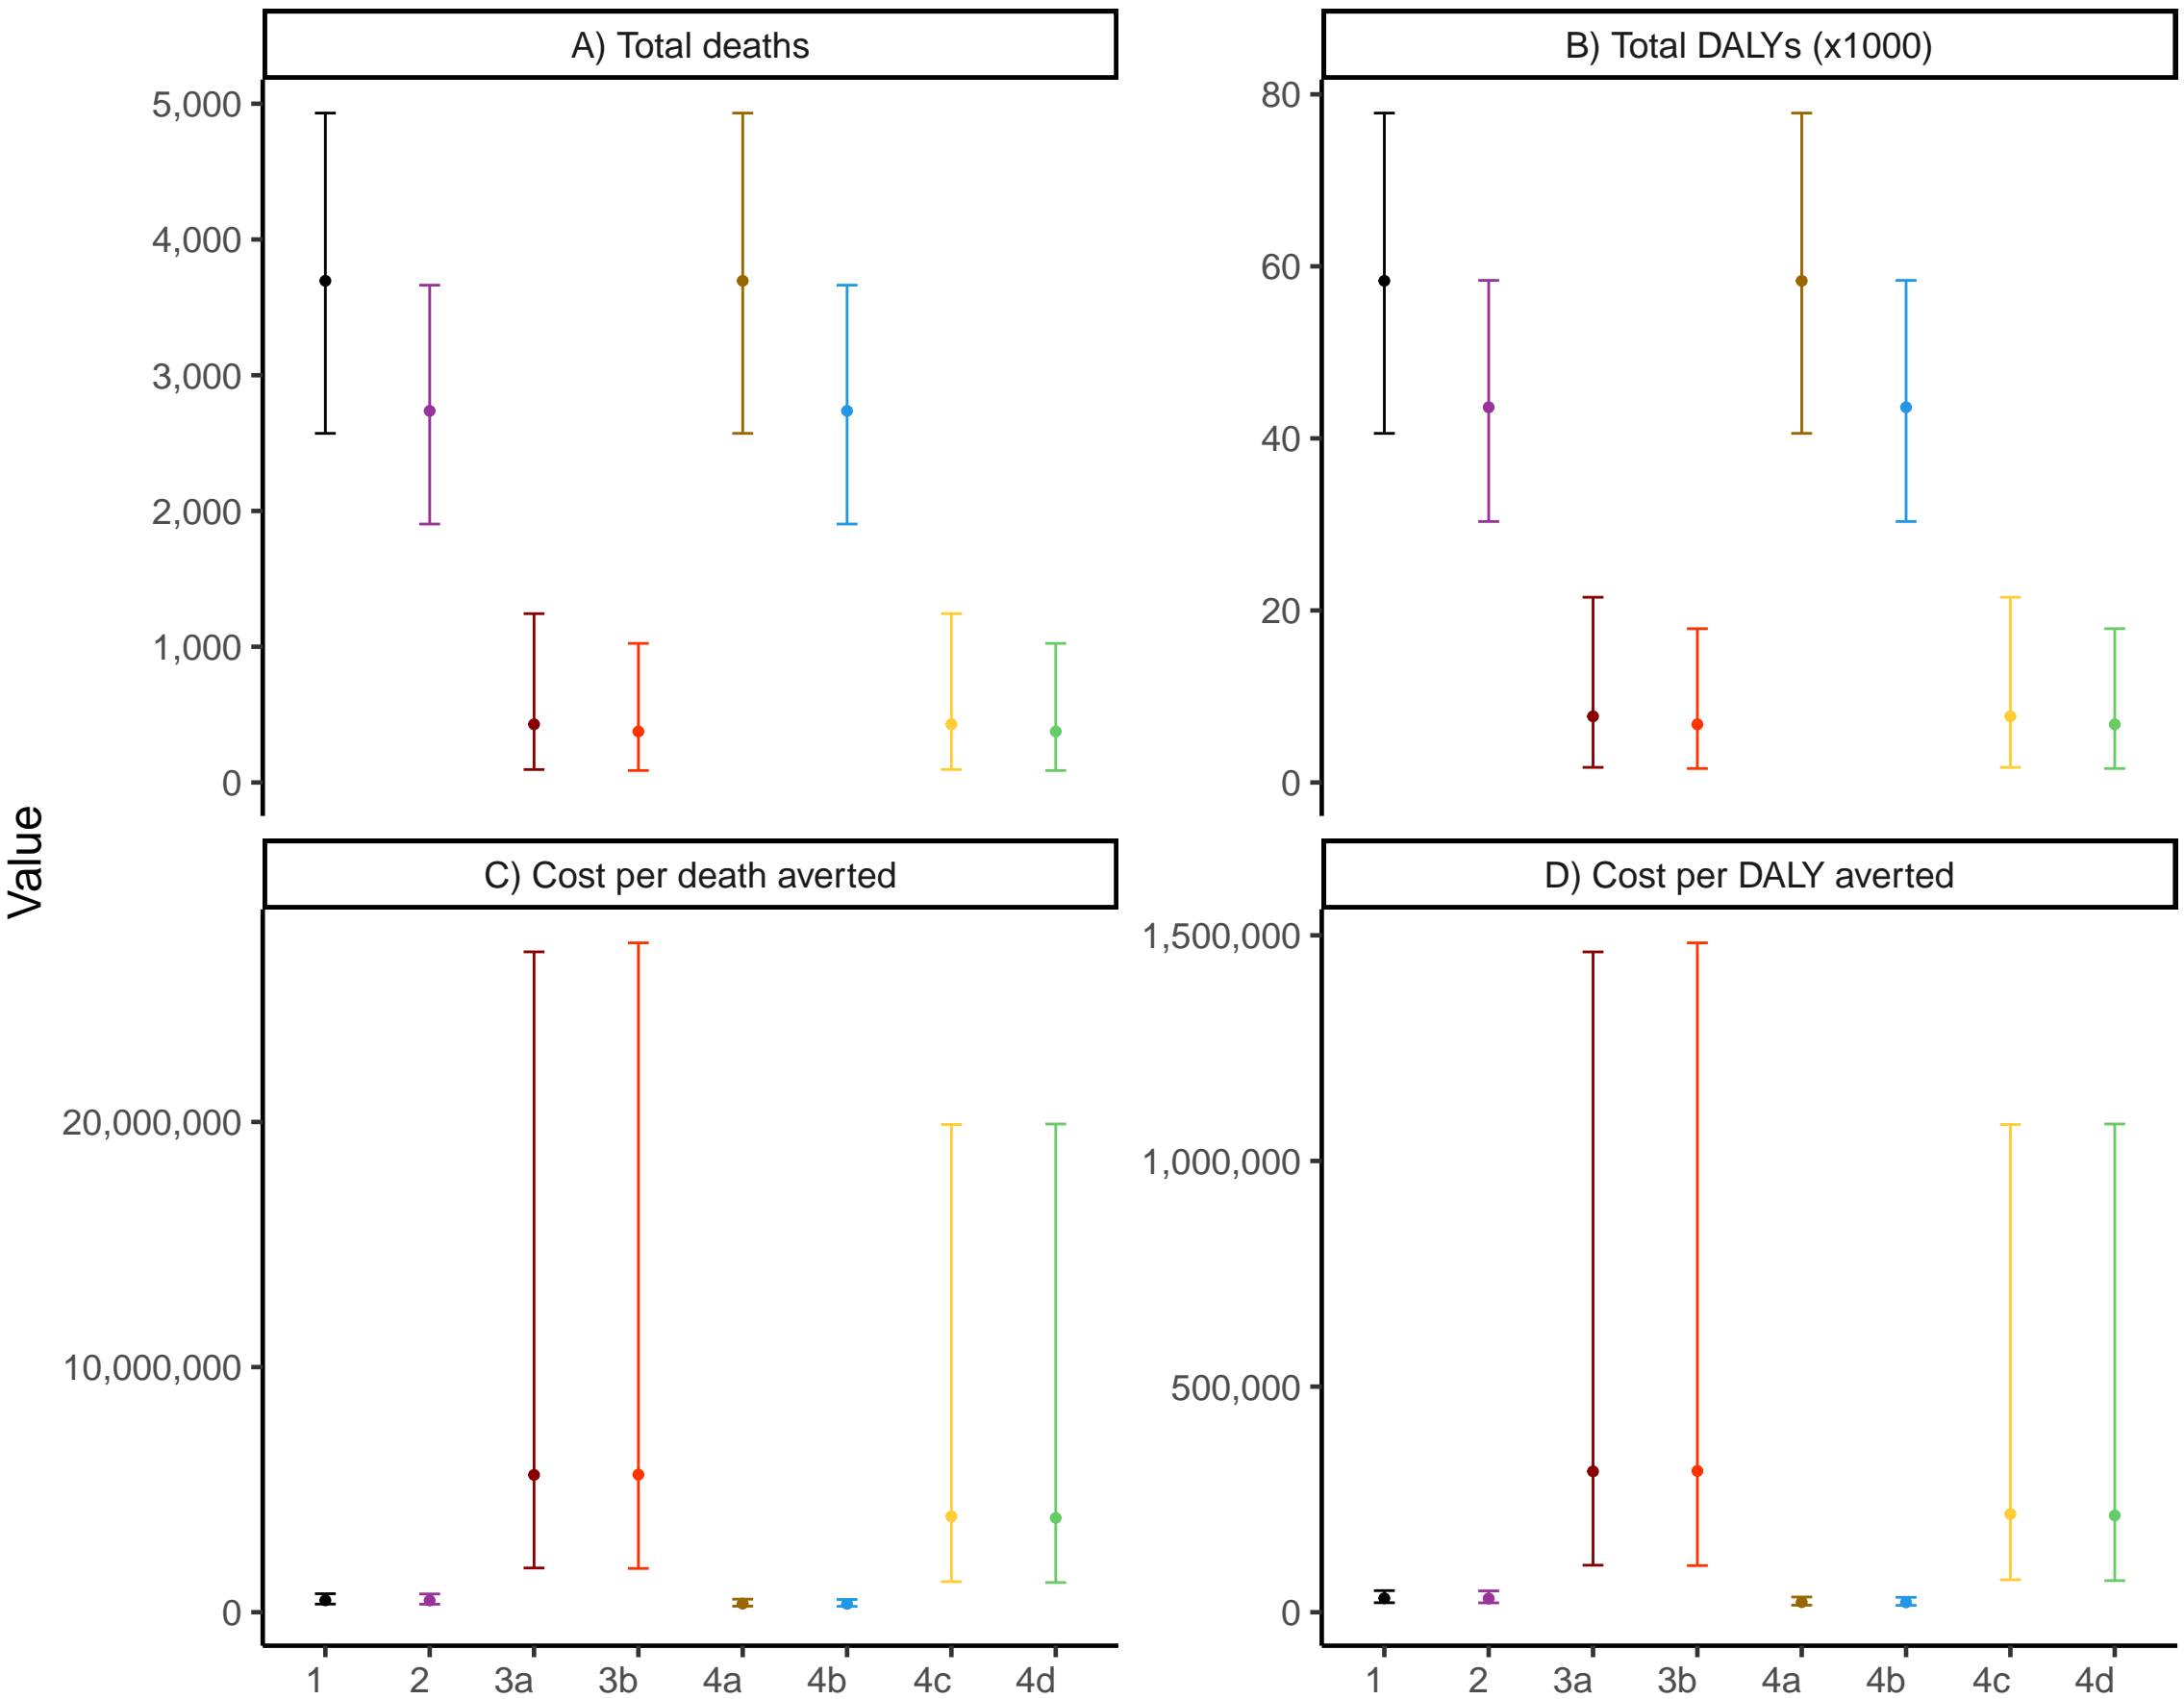 A) Total deaths
B) Total DALYs (x1000)
5,000
4,000
3,000
2,000
1,000
0
80
60
40
20
0
Value
C) Cost per death averted
D) Cost per DALY averted
20,000,000
10,000,000
0
1,500,000
1,000,000
500,000
0
1 2 3a 3b 4a 4b 4c 4d
1 2 3a 3b 4a 4b 4c 4d